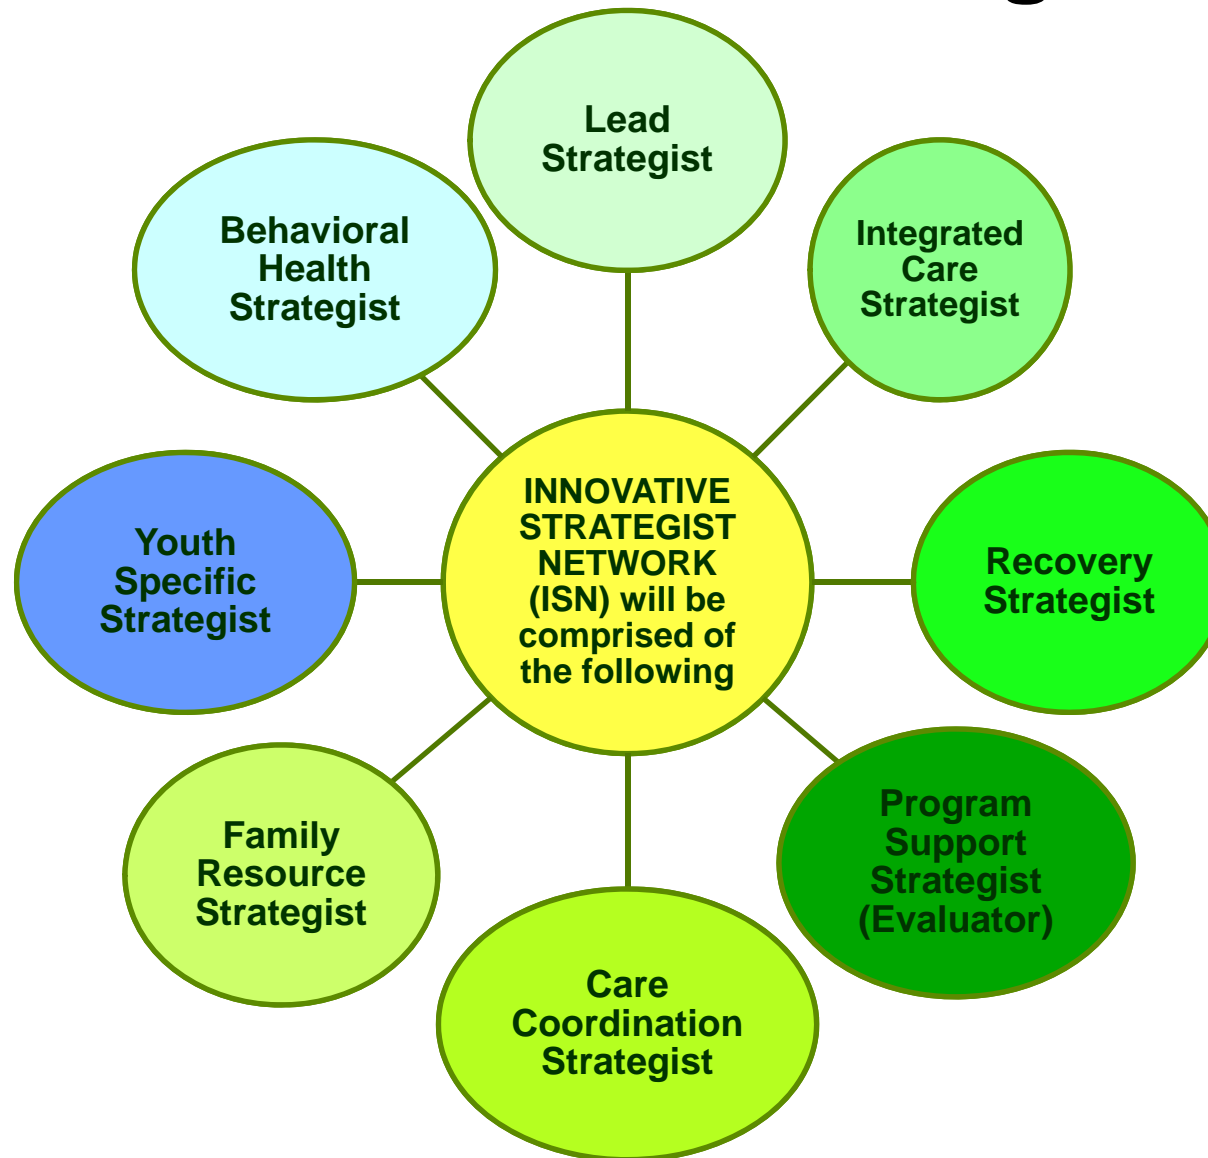 Lead
Strategist
Integrated
Care
Strategist
Recovery
Strategist
Program
Support
Strategist
(Evaluator)
Care
Coordination
Strategist
Family
Resource
Strategist
Youth
Specific
Strategist
Behavioral
Health
Strategist
INNOVATIVE
STRATEGIST
NETWORK
(ISN) will be
comprised of
the following